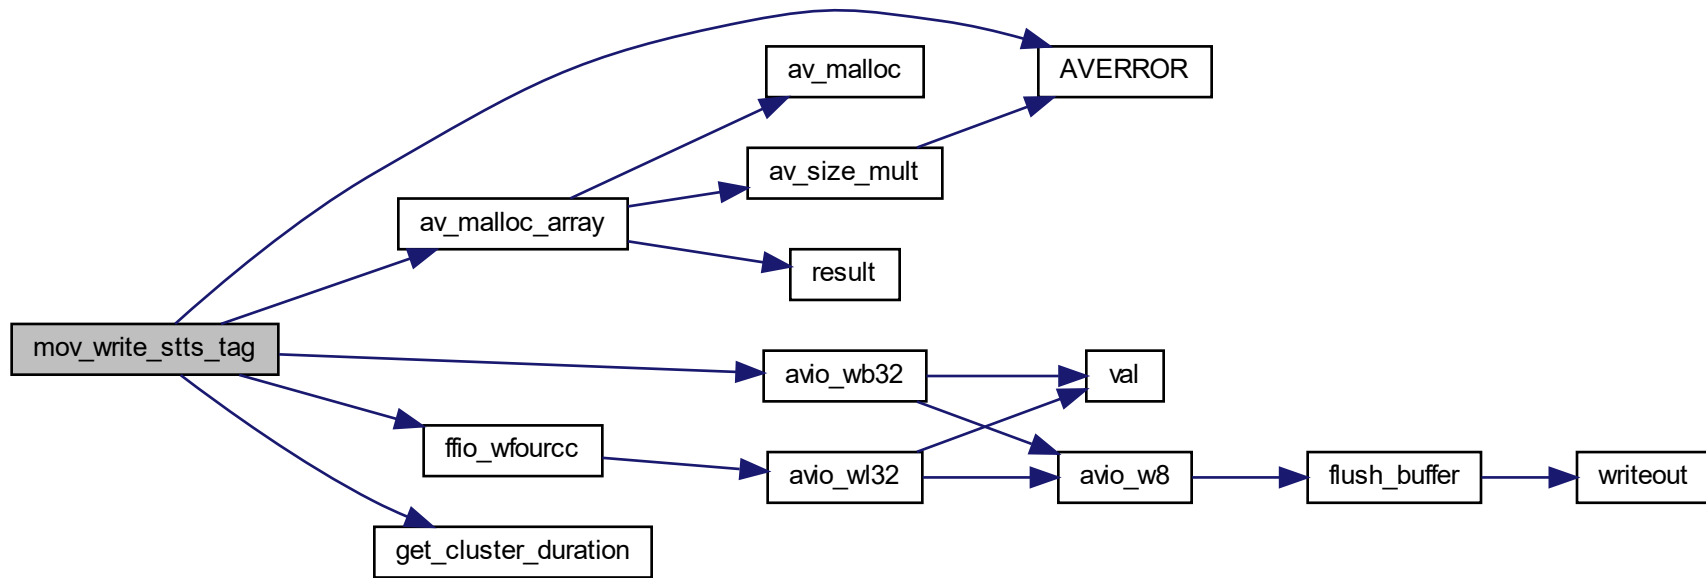 av_malloc
AVERROR
av_size_mult
av_malloc_array
result
mov_write_stts_tag
avio_wb32
val
ffio_wfourcc
avio_wl32
avio_w8
flush_buffer
writeout
get_cluster_duration